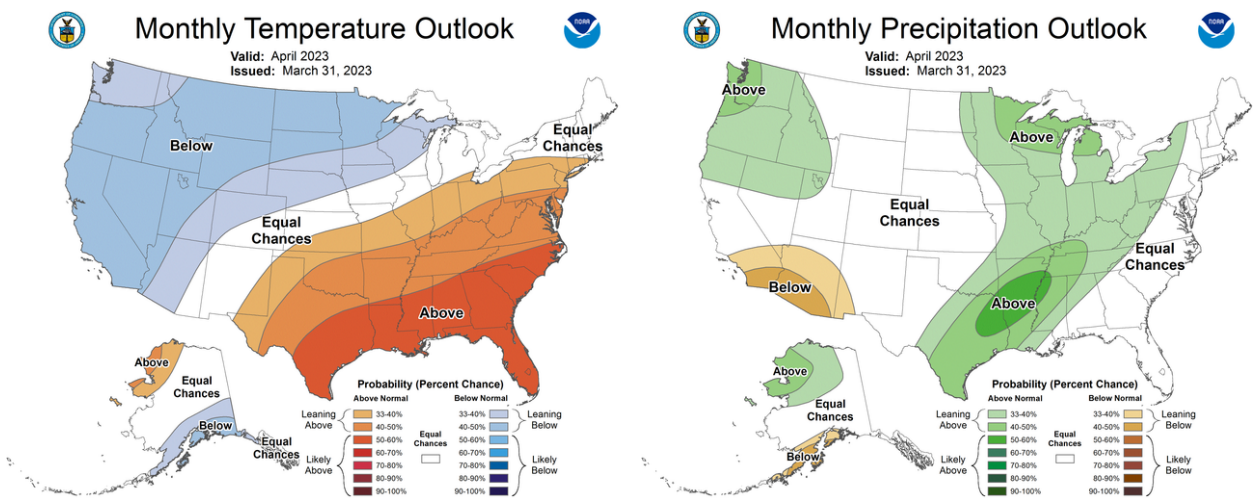 Monthly Temperature Outlook
Valid: April 2023
Issued: March 31, 2023
NOAA
Below
Equal
Chances
Equal
Chances
Above
Above
Equal
Chances
Below
Equal
Chances
Probability (Percent Chance)
Above Normal
Below Normal
Leaning
Above
Likely
Above
33-40%
40-50%
50-60%
60-70%
70-80%
80-90%
90-100%
Equal
Chances
33-40%
40-50%
50-60%
60-70%
70-80%
80-90%
90-100%
Leaning
Below
Likely
Below
Monthly Precipitation Outlook
Valid: April 2023
Issued: March 31, 2023
NOAA
Above
Above
Equal
Chances
Equal
Chances
Below
Above
Above
Equal
Chances
Below
Probability (Percent Chance)
Above Normal
Below Normal
Leaning
Above
Likely
Above
33-40%
40-50%
50-60%
60-70%
70-80%
80-90%
90-100%
Equal
Chances
33-40%
40-50%
50-60%
60-70%
70-80%
80-90%
90-100%
Leaning
Below
Likely
Below